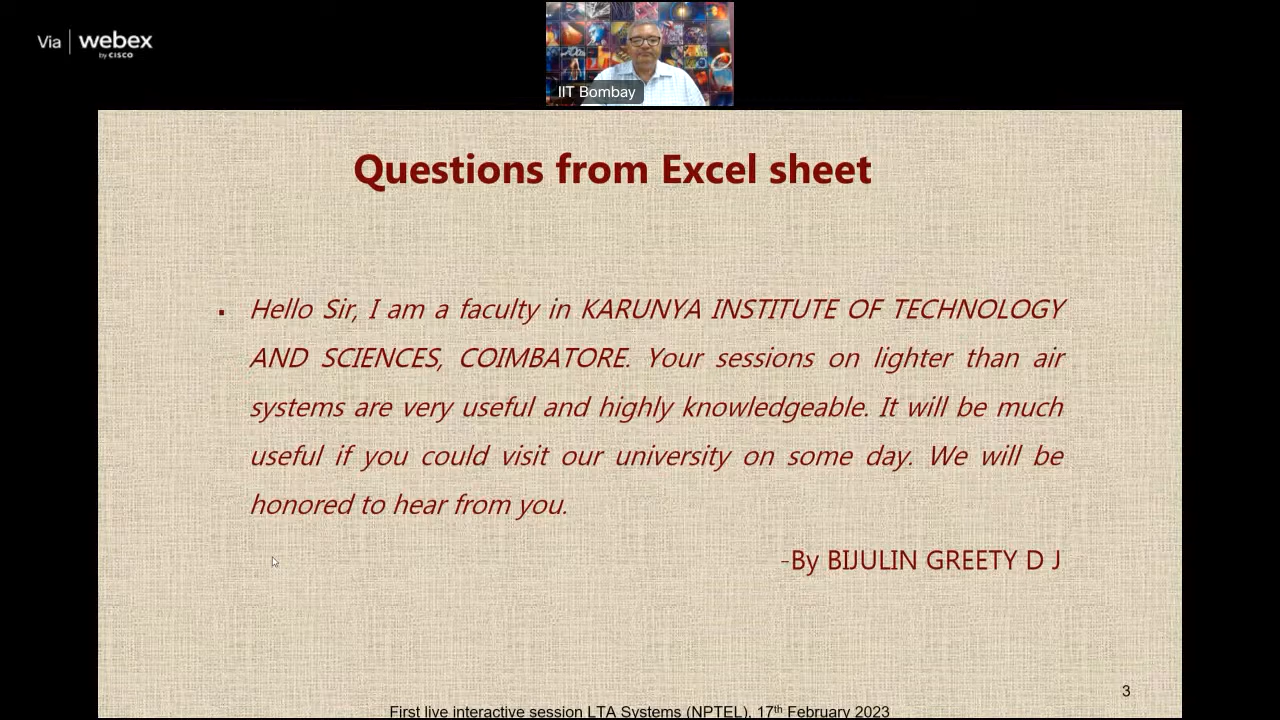 Via webex
by CISCO
IIT Bombay
Questions from Excel sheet
▪ Hello Sir, I am a faculty in KARUNYA INSTITUTE OF TECHNOLOGY
AND SCIENCES, COIMBATORE. Your sessions on lighter than air
systems are very useful and highly knowledgeable. It will be much
useful if you could visit our university on some day. We will be
honored to hear from you.
-By BIJULIN GREETY D J
3
First live interactive session LTA Systems (NPTEL), 17th February 2023